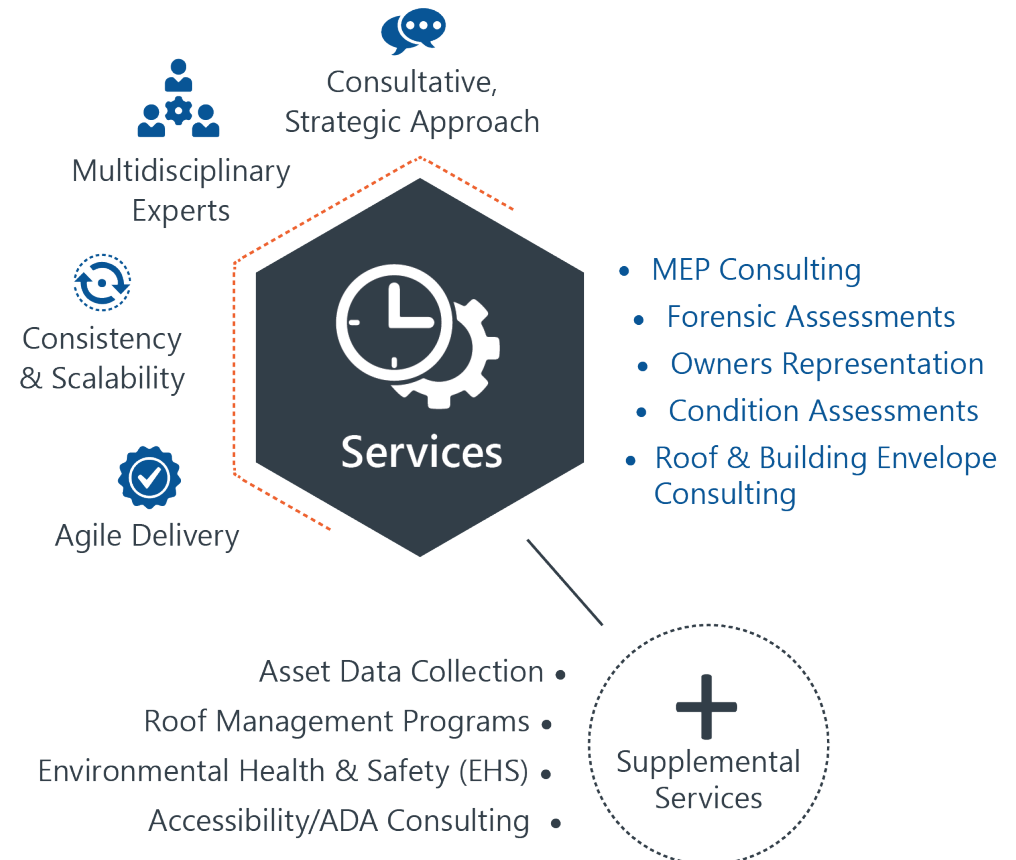 Consultative,
Strategic Approach
Multidisciplinary
Experts
Consistency
& Scalability
Agile Delivery
Services
• MEP Consulting
• Forensic Assessments
• Owners Representation
• Condition Assessments
• Roof & Building Envelope
Consulting
Supplemental
Services
Asset Data Collection •
Roof Management Programs •
Environmental Health & Safety (EHS) •
Accessibility/ADA Consulting •